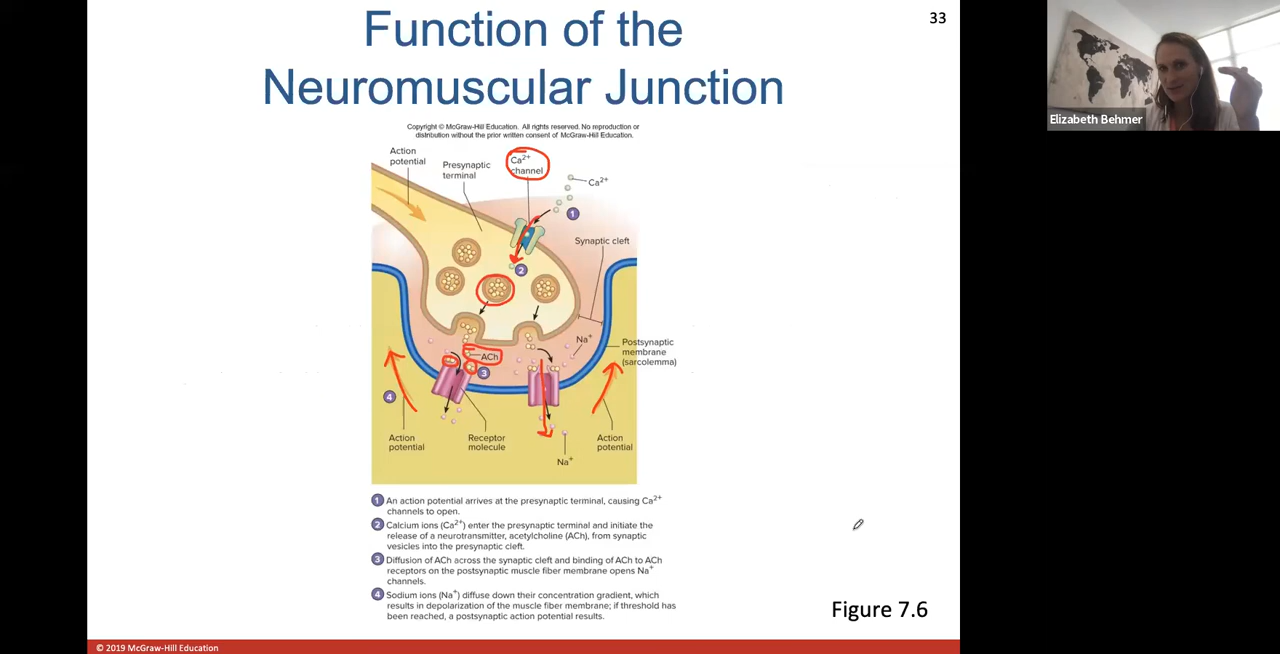 Function of the
Neuromuscular Junction
33
Elizabeth Behmer
Copyright © McGraw-Hill Education. All rights reserved. No reproduction or
distribution without the prior written consent of McGraw-Hill Education.
Action
potential
Presynaptic
terminal
Ca2+
channel
Ca2+
1
Synaptic cleft
2
Na+
ACh
3
Postsynaptic
membrane
(sarcolemma)
4
Action
potential
Receptor
molecule
Na+
Action
potential
1 An action potential arrives at the presynaptic terminal, causing Ca2+
channels to open.
2 Calcium ions (Ca2+) enter the presynaptic terminal and initiate the
release of a neurotransmitter, acetylcholine (ACh), from synaptic
vesicles into the presynaptic cleft.
3 Diffusion of ACh across the synaptic cleft and binding of ACh to ACh
receptors on the postsynaptic muscle fiber membrane opens Na+
channels.
4 Sodium ions (Na+) diffuse down their concentration gradient, which
results in depolarization of the muscle fiber membrane; if threshold has
been reached, a postsynaptic action potential results.
Figure 7.6
© 2019 McGraw-Hill Education